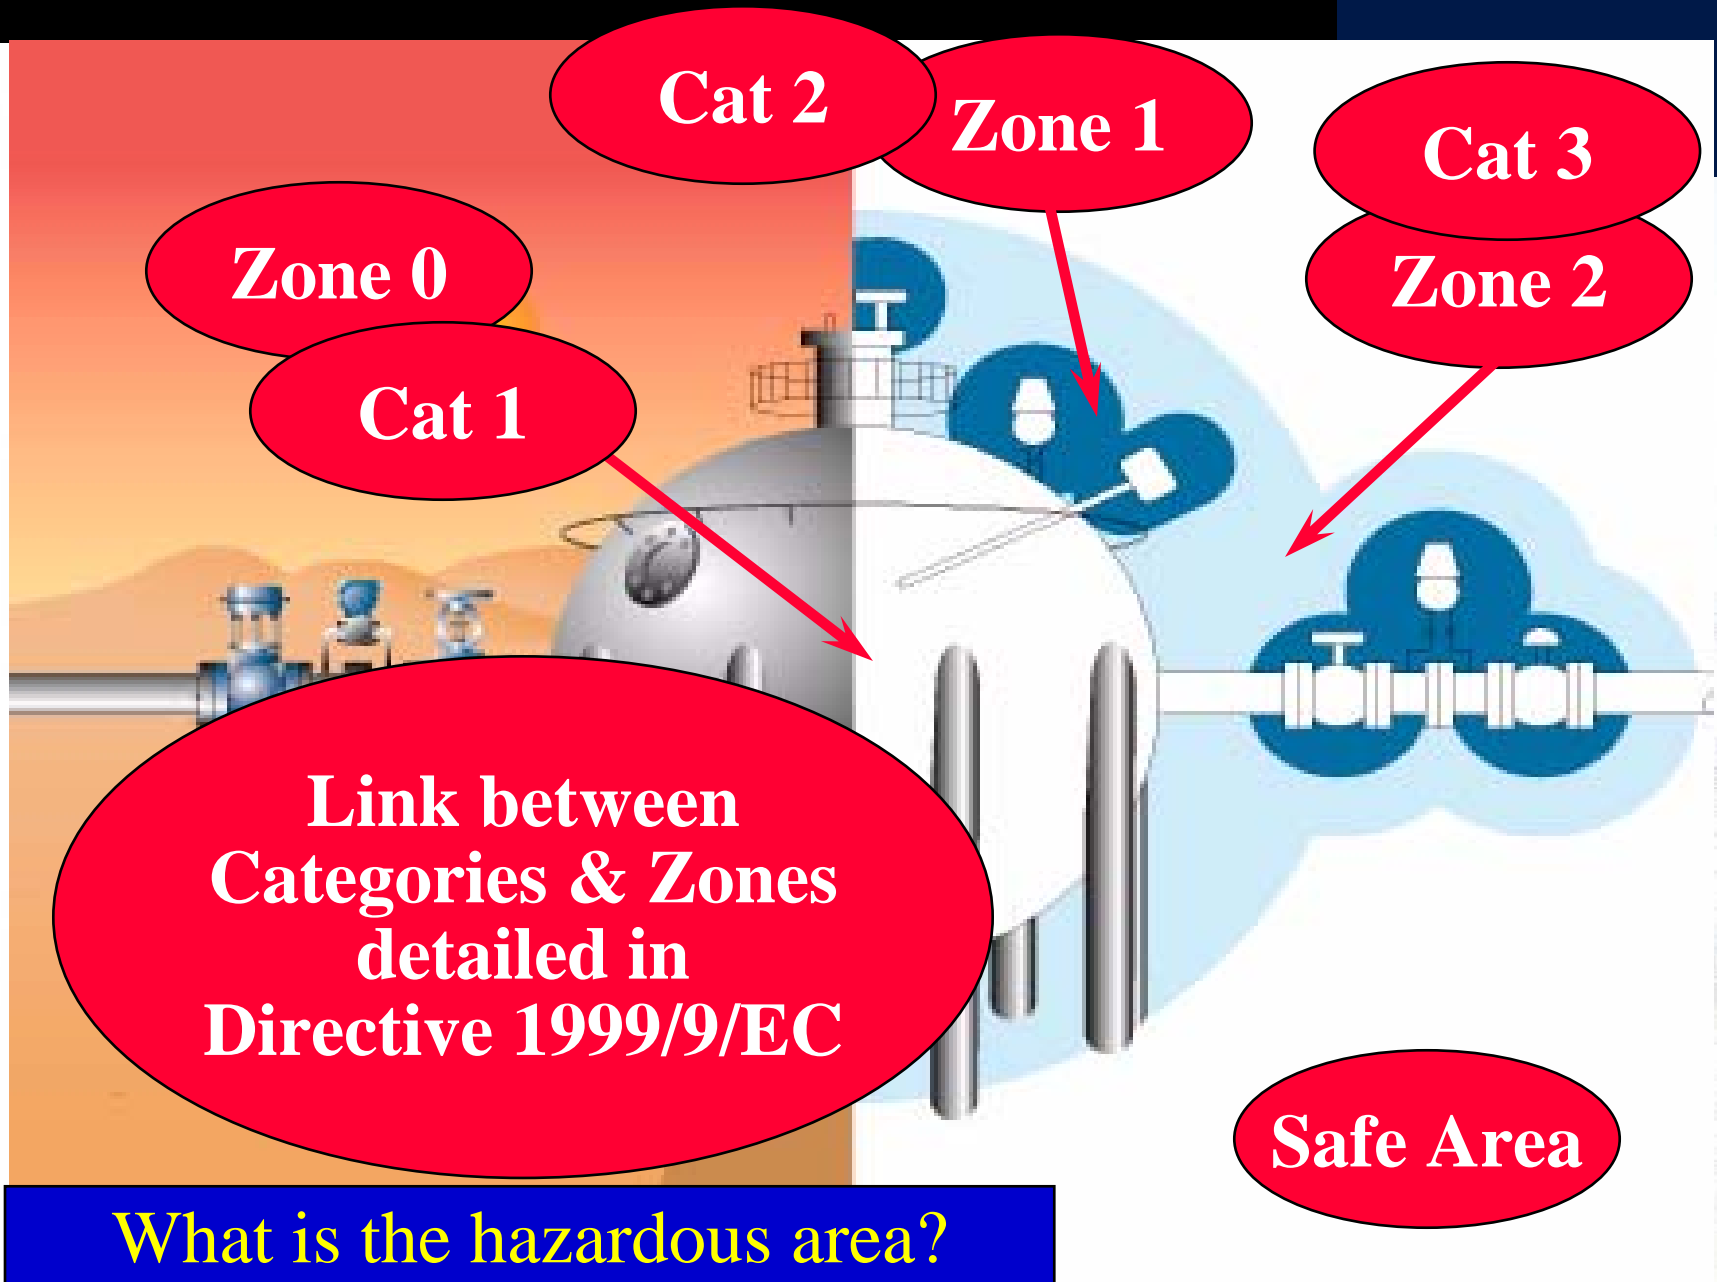 Cat 2
Zone 1
Cat 3
Zone 2
Zone 0
Cat 1
Link between
Categories & Zones
detailed in
Directive 1999/9/EC
Safe Area
What is the hazardous area?